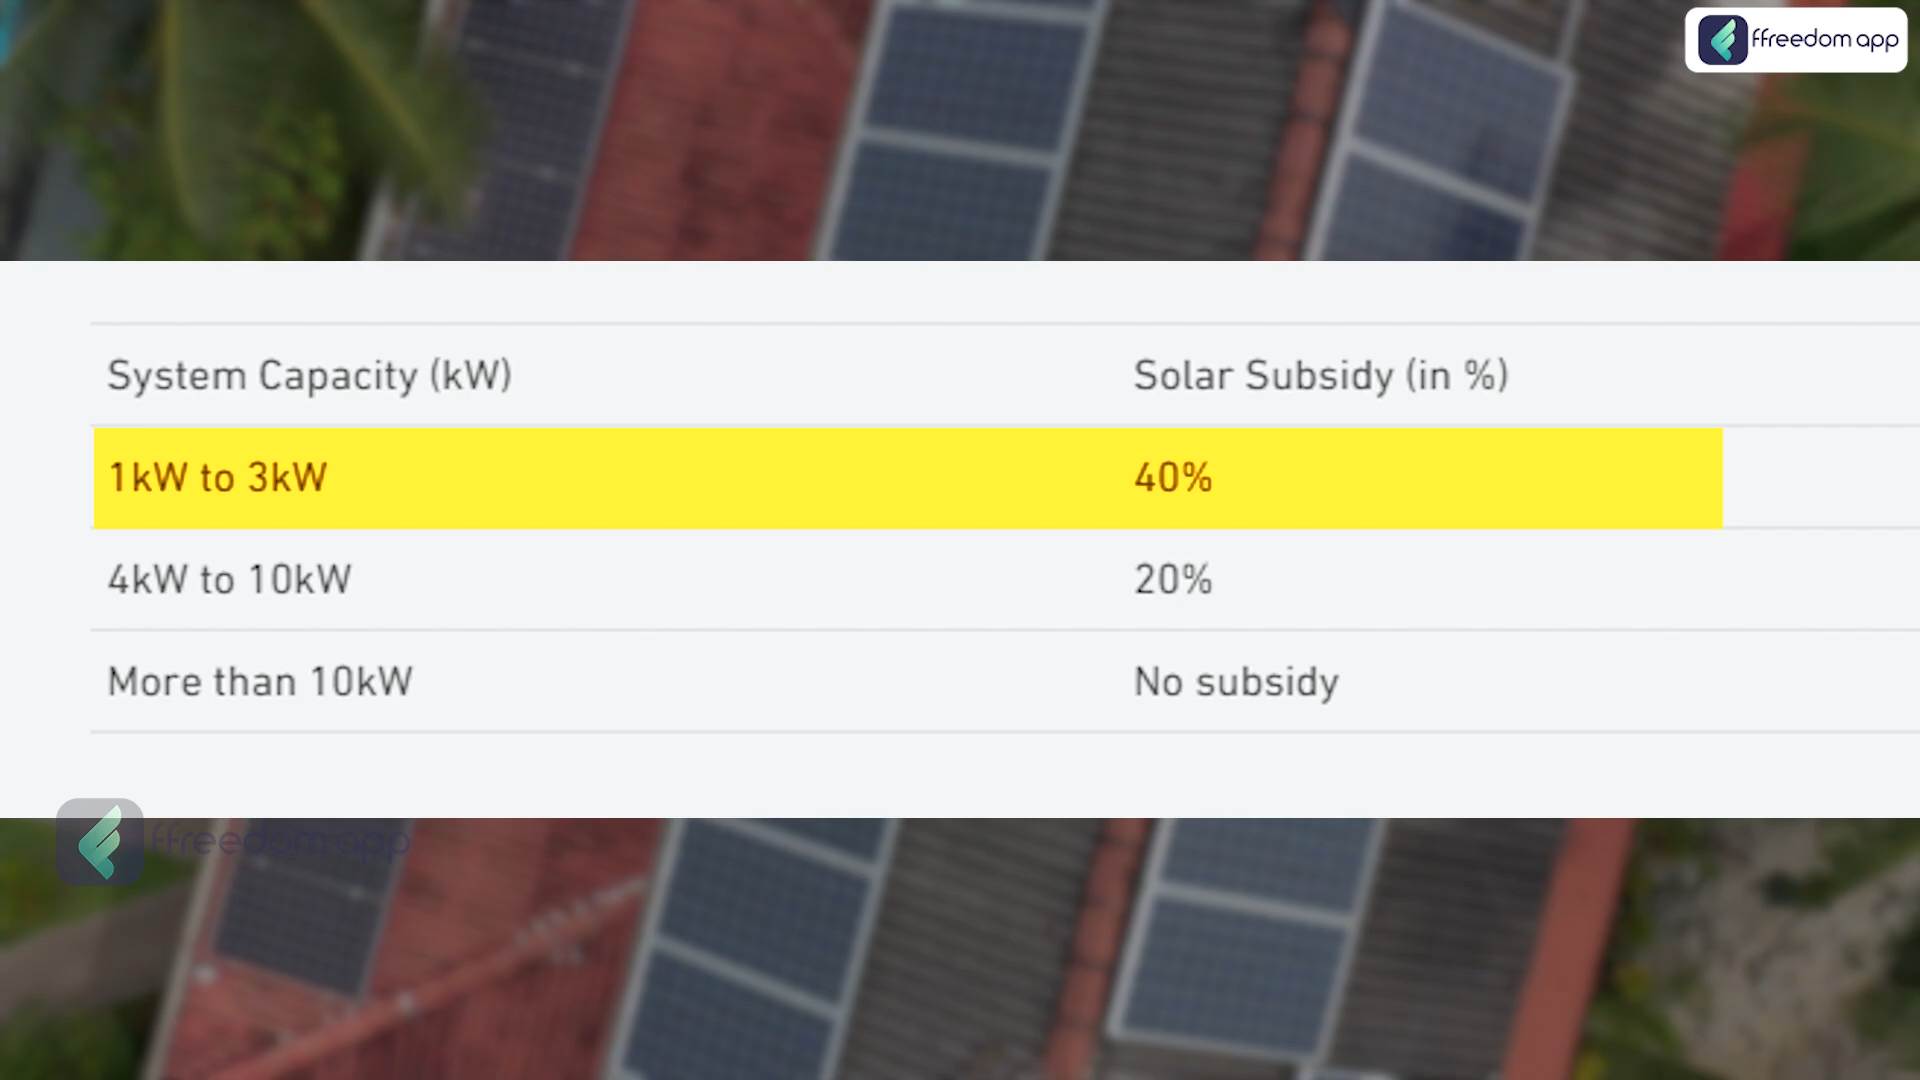 ffreedom app
System Capacity (kW) Solar Subsidy (in %)
1kW to 3kW 40%
4kW to 10kW 20%
More than 10kW No subsidy
ffreedom app